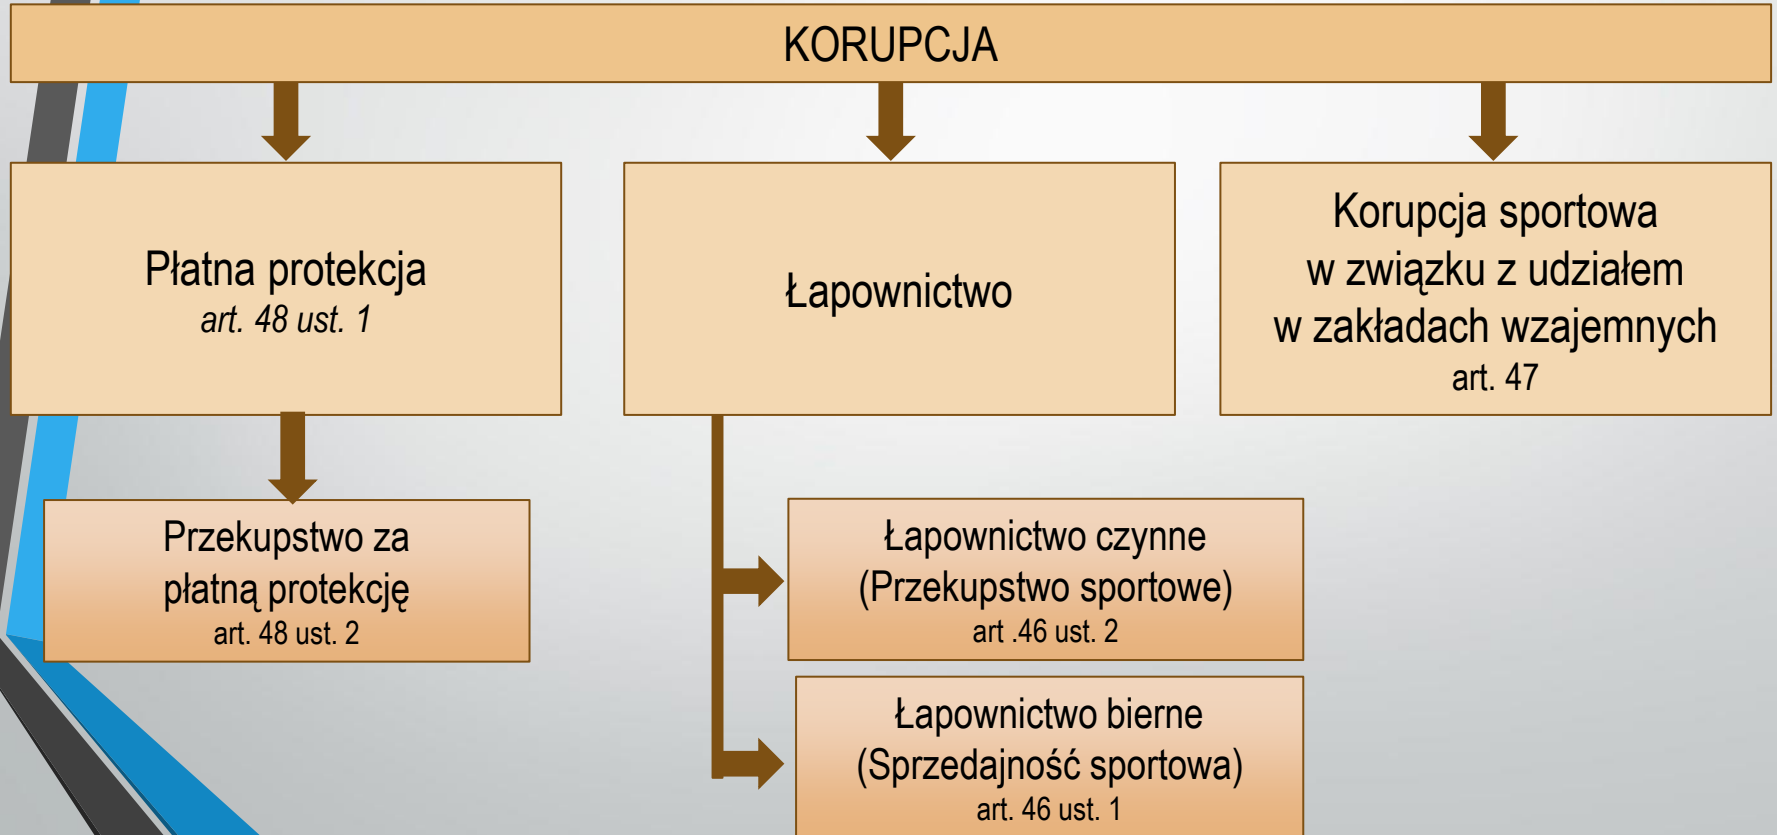 KORUPCJA
Płatna protekcja
art. 48 ust. 1
Łapownictwo
Korupcja sportowa
w związku z udziałem
w zakładach wzajemnych
art. 47
Przekupstwo za
płatną protekcję
art. 48 ust. 2
Łapownictwo czynne
(Przekupstwo sportowe)
art .46 ust. 2
Łapownictwo bierne
(Sprzedajność sportowa)
art. 46 ust. 1